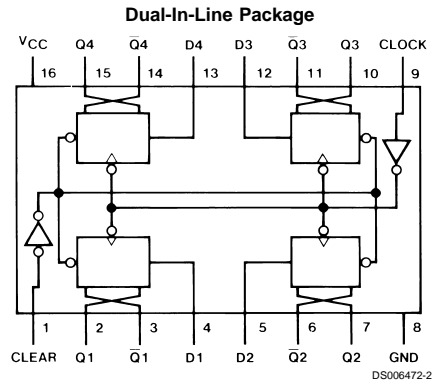 Dual-In-Line Package
VCC Q4 Q̅4 D4 D3 Q̅3 Q3 CLOCK
16 15 14 13 12 11 10 9
1 2 3 4 5 6 7 8
CLEAR Q1 Q̅1 D1 D2 Q̅2 Q2 GND
DS006472-2